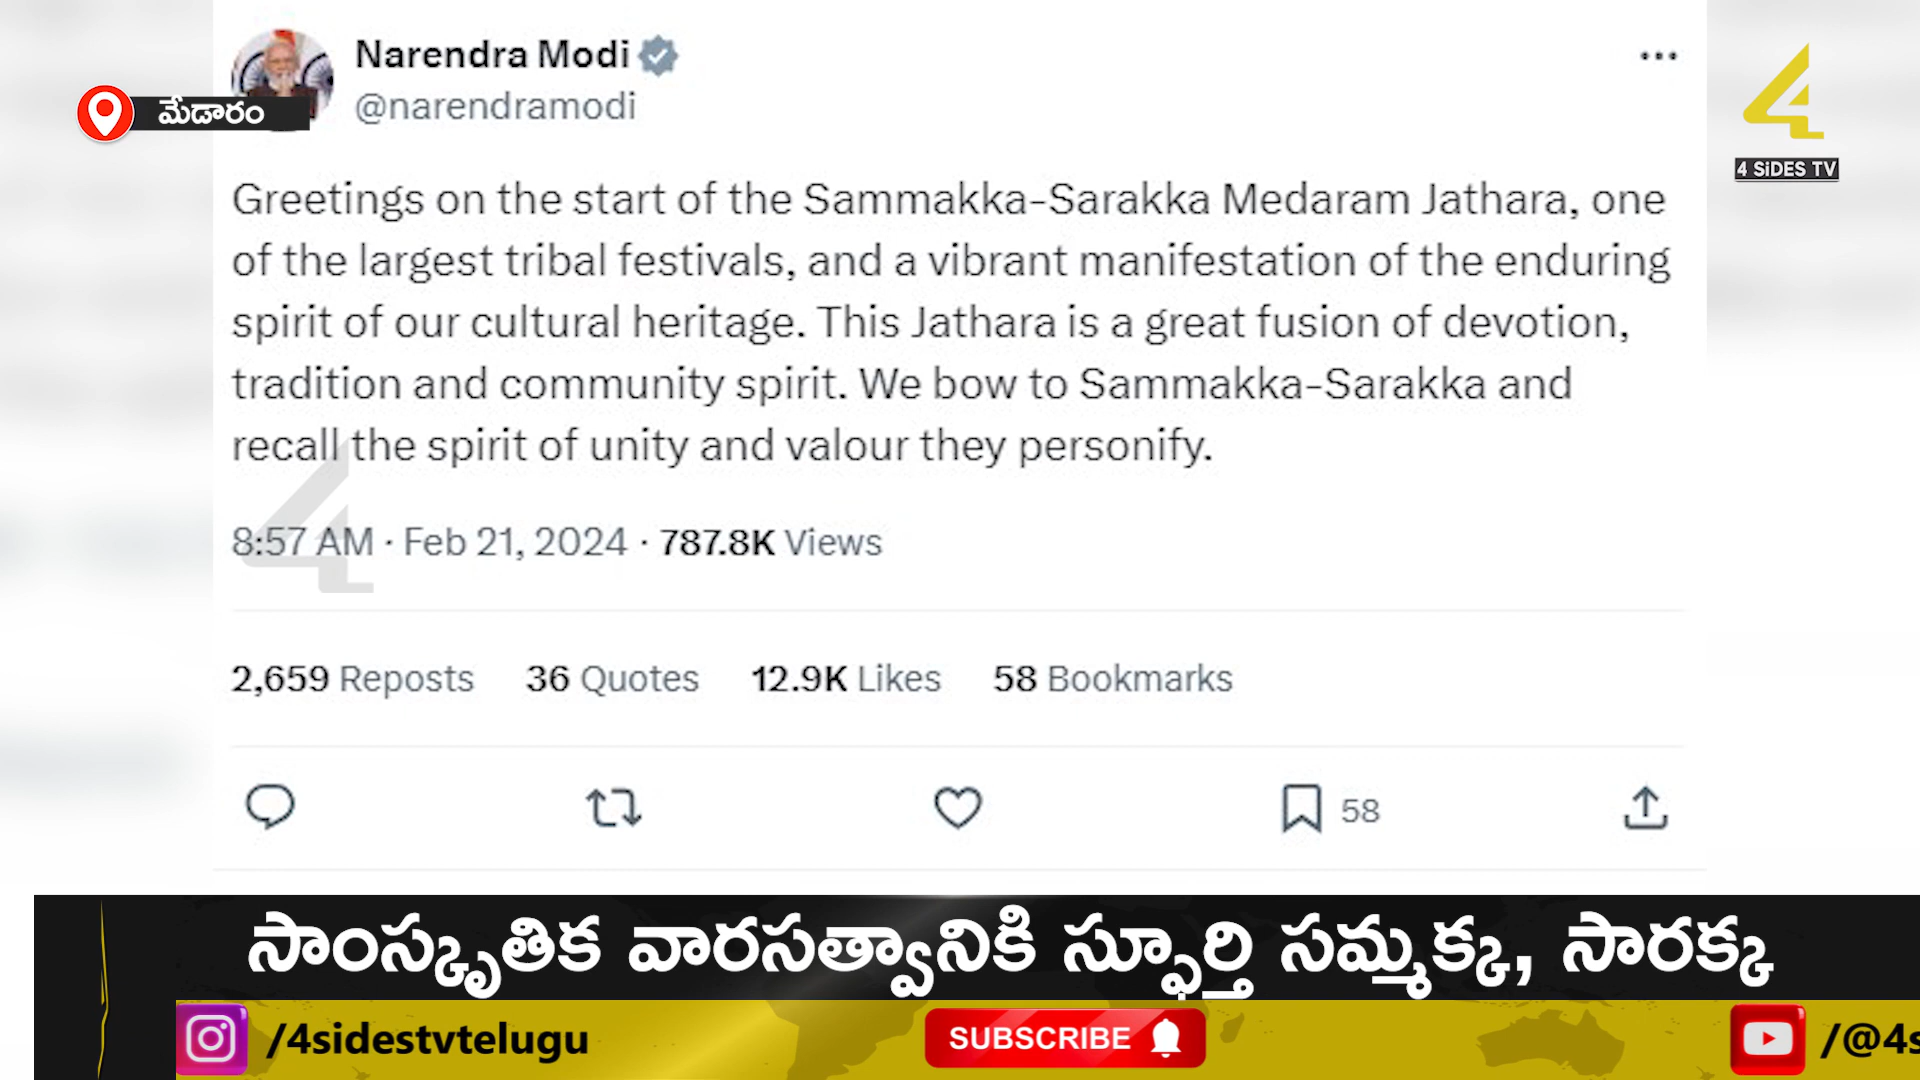 Narendra Modi
@narendramodi
మేడారం
4 SiDES TV
Greetings on the start of the Sammakka-Sarakka Medaram Jathara, one
of the largest tribal festivals, and a vibrant manifestation of the enduring
spirit of our cultural heritage. This Jathara is a great fusion of devotion,
tradition and community spirit. We bow to Sammakka-Sarakka and
recall the spirit of unity and valour they personify.
8:57 AM · Feb 21, 2024 · 787.8K Views
2,659 Reposts 36 Quotes 12.9K Likes 58 Bookmarks
58
సాంస్కృతిక వారసత్వానికి స్ఫూర్తి సమ్మక్క, సారక్క
/4sidestvtelugu SUBSCRIBE /@4s